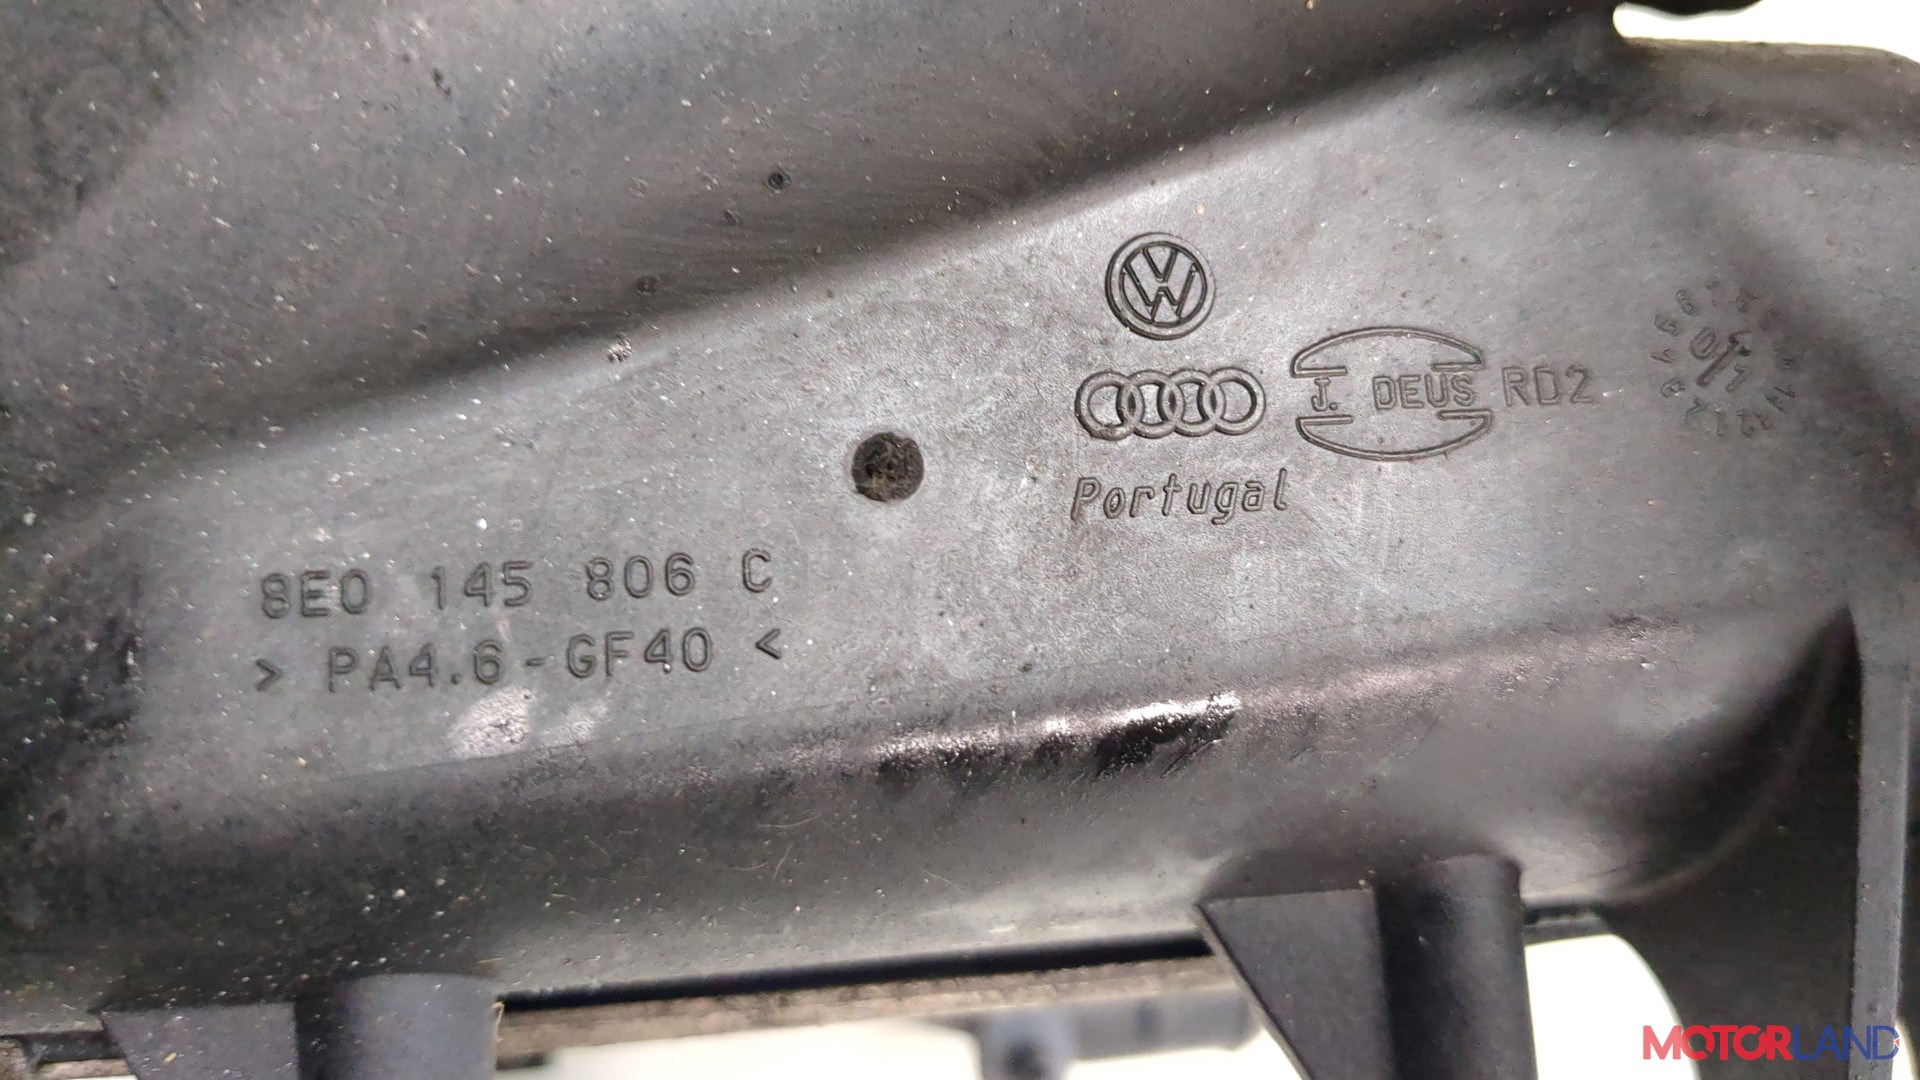 J. DEUS RD2
Portugal
8E0 145 806 C
> PA4.6-GF40 <
MOTORLAND